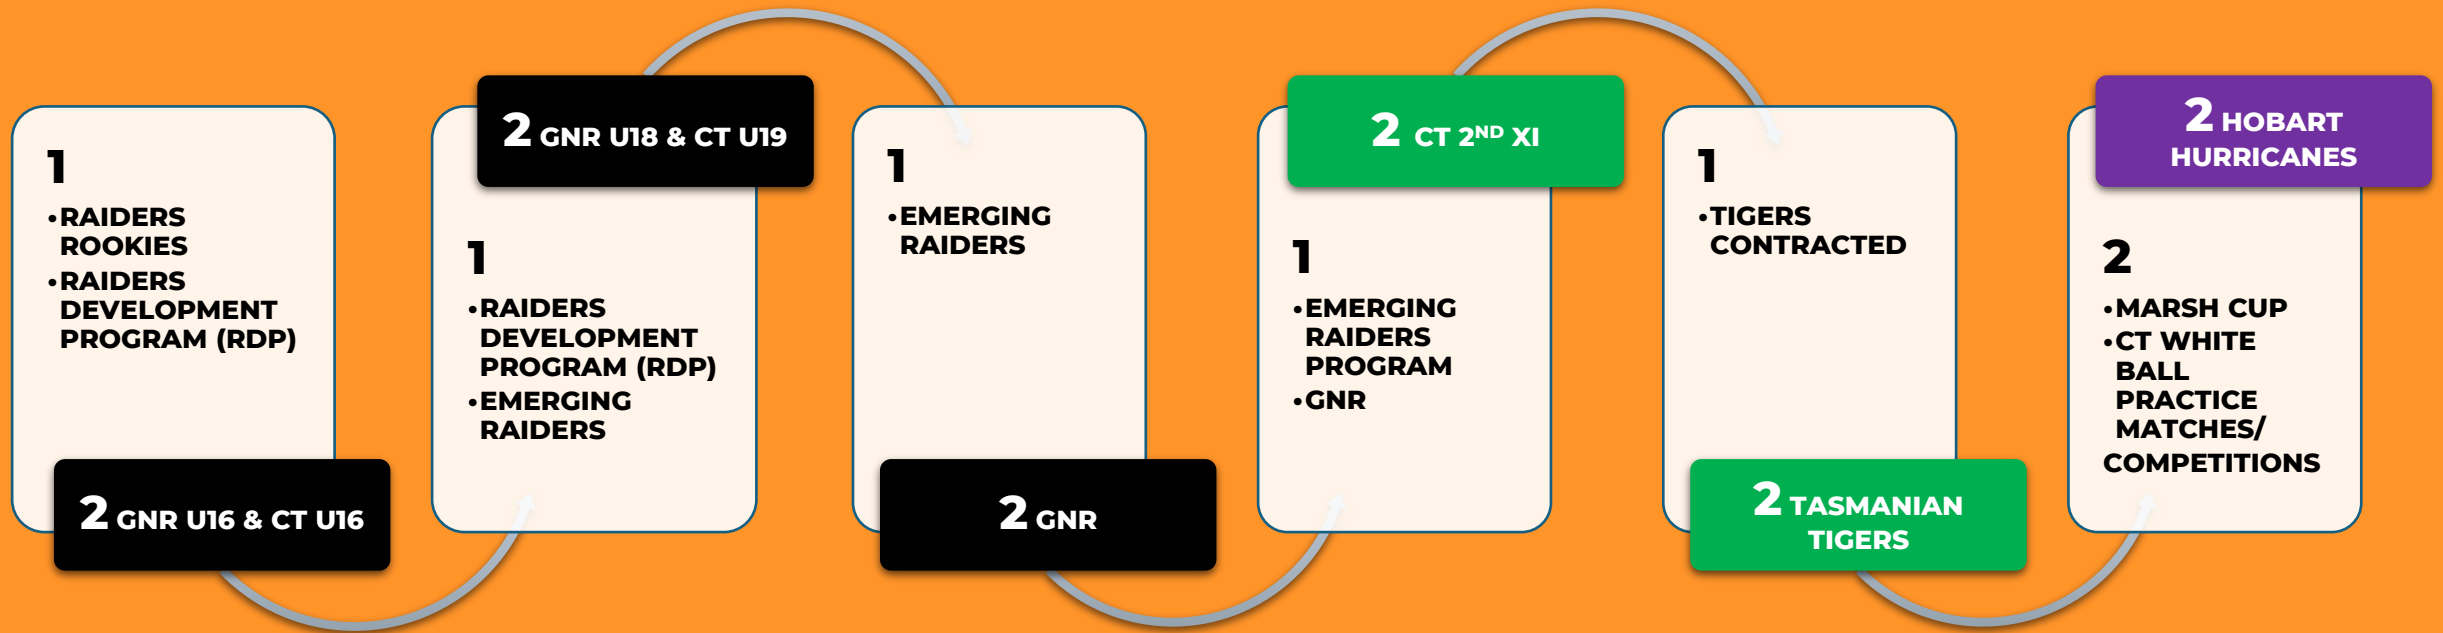 1
•RAIDERS
ROOKIES
•RAIDERS
DEVELOPMENT
PROGRAM (RDP)
2 GNR U16 & CT U16
2 GNR U18 & CT U19
1
•RAIDERS
DEVELOPMENT
PROGRAM (RDP)
•EMERGING
RAIDERS
1
•EMERGING
RAIDERS
2 GNR
2 CT 2ND XI
1
•EMERGING
RAIDERS
PROGRAM
•GNR
1
•TIGERS
CONTRACTED
2 TASMANIAN
TIGERS
2 HOBART
HURRICANES
2
•MARSH CUP
•CT WHITE
BALL
PRACTICE
MATCHES/
COMPETITIONS